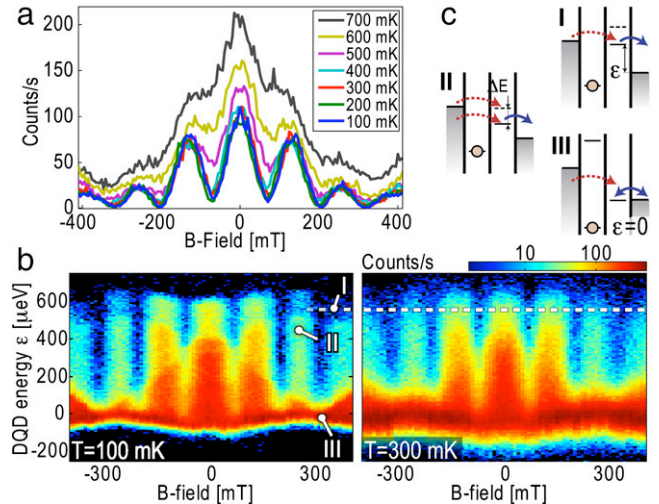 a
Counts/s
200
150
100
50
0
700 mK
600 mK
500 mK
400 mK
300 mK
200 mK
100 mK
-400
-200
0
200
400
B-Field [mT]
c
I
ε
II
ΔE
III
ε=0
b
Counts/s
10
100
DQD energy ε [µeV]
600
400
200
0
-200
I
II
III
T=100 mK
T=300 mK
-300
0
300
-300
0
300
B-field [mT]
B-field [mT]